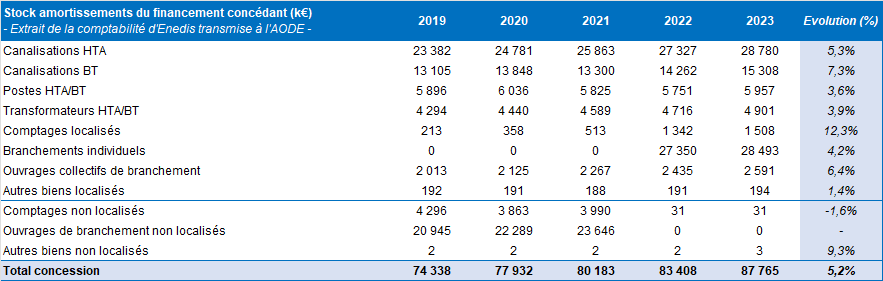 Stock amortissements du financement concédant (k€) 2019 2020 2021 2022 2023 Evolution (%)
- Extrait de la comptabilité d'Enedis transmise à l'AODE -
Canalisations HTA 23 382 24 781 25 863 27 327 28 780 5,3%
Canalisations BT 13 105 13 848 13 300 14 262 15 308 7,3%
Postes HTA/BT 5 896 6 036 5 825 5 751 5 957 3,6%
Transformateurs HTA/BT 4 294 4 440 4 589 4 716 4 901 3,9%
Comptages localisés 213 358 513 1 342 1 508 12,3%
Branchements individuels 0 0 0 27 350 28 493 4,2%
Ouvrages collectifs de branchement 2 013 2 125 2 267 2 435 2 591 6,4%
Autres biens localisés 192 191 188 191 194 1,4%
Comptages non localisés 4 296 3 863 3 990 31 31 -1,6%
Ouvrages de branchement non localisés 20 945 22 289 23 646 0 0 -
Autres biens non localisés 2 2 2 2 3 9,3%
Total concession 74 338 77 932 80 183 83 408 87 765 5,2%